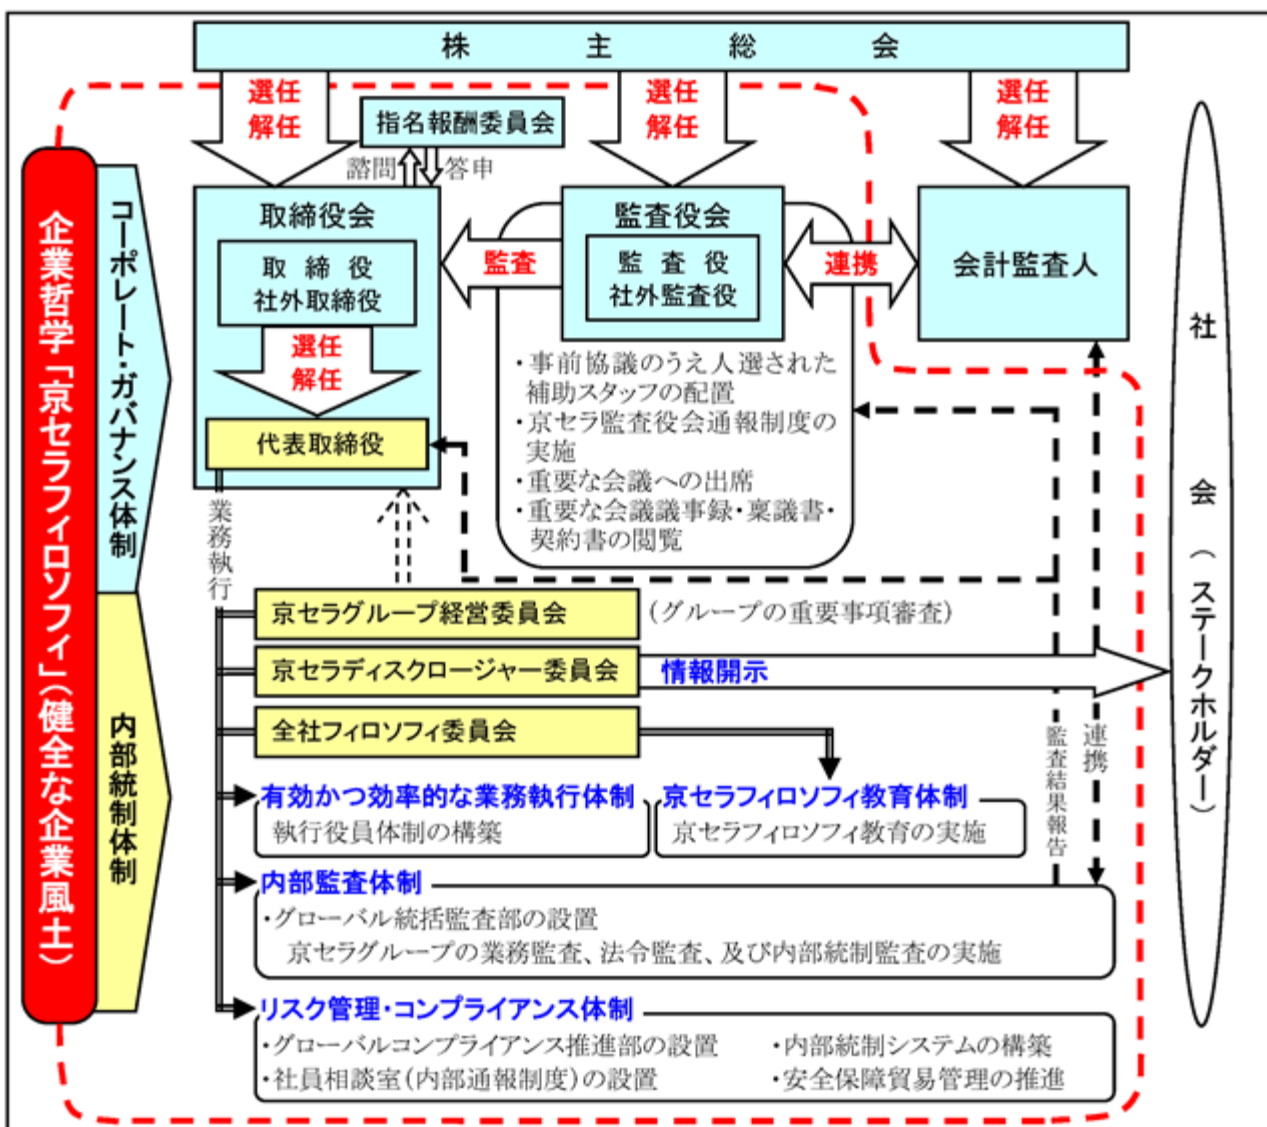 株主総会
選任
解任
選任
解任
選任
解任
指名報酬委員会
諮問
答申
取締役会
取締役
社外取締役
選任
解任
代表取締役
監査
監査役会
監査役
社外監査役
連携
会計監査人
・事前協議のうえ人選された
補助スタッフの配置
・京セラ監査役会通報制度の
実施
・重要な会議への出席
・重要な会議議事録・稟議書・
契約書の閲覧
企業哲学「京セラフィロソフィ」(健全な企業風土)
コーポレート・ガバナンス体制
内部統制体制
業務執行
京セラグループ経営委員会
(グループの重要事項審査)
京セラディスクロージャー委員会
情報開示
全社フィロソフィ委員会
有効かつ効率的な業務執行体制
執行役員体制の構築
京セラフィロソフィ教育体制
京セラフィロソフィ教育の実施
監査結果報告
連携
内部監査体制
・グローバル統括監査部の設置
京セラグループの業務監査、法令監査、及び内部統制監査の実施
リスク管理・コンプライアンス体制
・グローバルコンプライアンス推進部の設置
・内部統制システムの構築
・社員相談室(内部通報制度)の設置
・安全保障貿易管理の推進
社会(ステークホルダー)